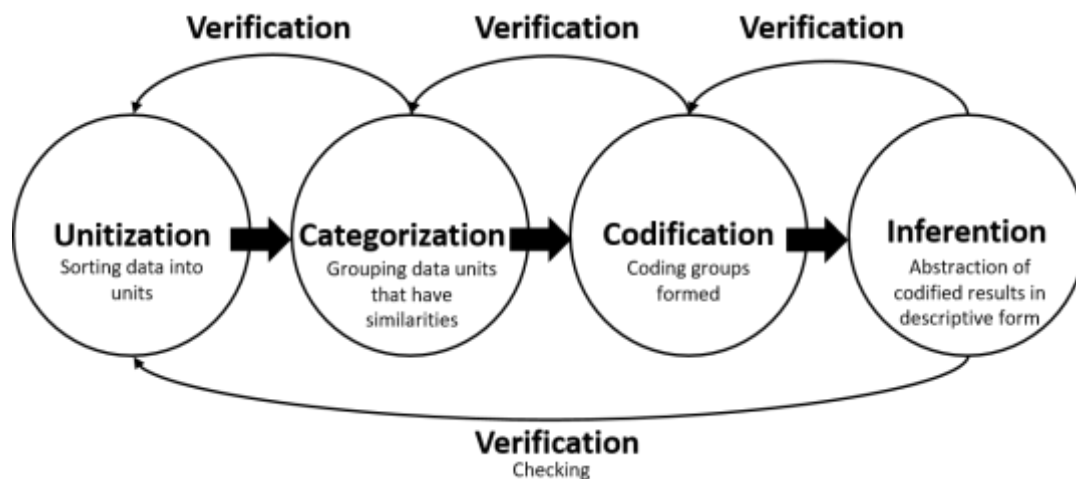 Verification
Verification
Verification
Unitization
Sorting data into
units
Categorization
Grouping data units
that have
similarities
Codification
Coding groups
formed
Inferention
Abstraction of
codified results in
descriptive form
Verification
Checking